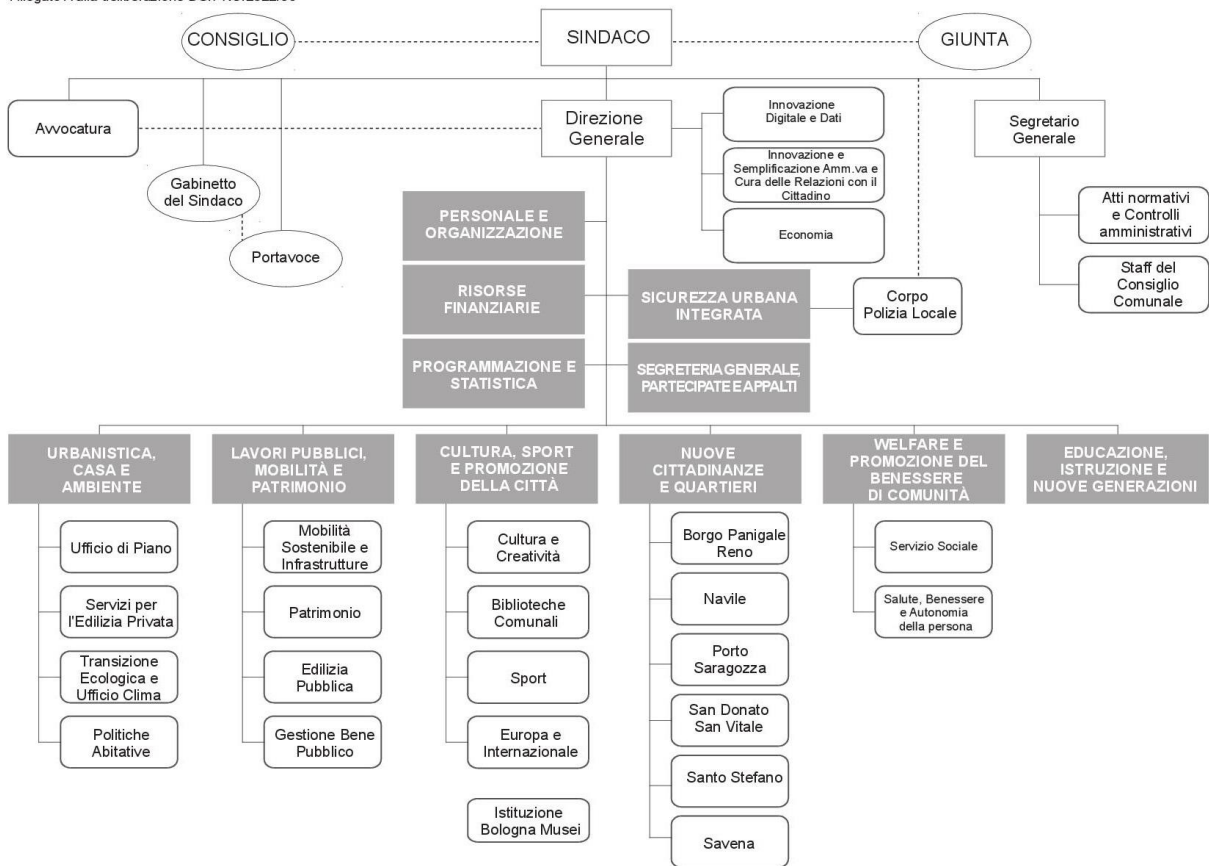 CONSIGLIO
SINDACO
GIUNTA
Avvocatura
Direzione
Generale
Innovazione
Digitale e Dati
Segretario
Generale
Innovazione e
Semplificazione Amm.va e
Cura delle Relazioni con il
Cittadino
Gabinetto
del Sindaco
Atti normativi
e Controlli
amministrativi
PERSONALE E
ORGANIZZAZIONE
Economia
Portavoce
Staff del
Consiglio
Comunale
RISORSE
FINANZIARIE
SICUREZZA URBANA
INTEGRATA
Corpo
Polizia Locale
PROGRAMMAZIONE E
STATISTICA
SEGRETERIA GENERALE,
PARTECIPATE E APPALTI
URBANISTICA,
CASA E
AMBIENTE
LAVORI PUBBLICI,
MOBILITÀ E
PATRIMONIO
CULTURA, SPORT
E PROMOZIONE
DELLA CITTÀ
NUOVE
CITTADINANZE
E QUARTIERI
WELFARE E
PROMOZIONE DEL
BENESSERE
DI COMUNITÀ
EDUCAZIONE,
ISTRUZIONE E
NUOVE GENERAZIONI
Ufficio di Piano
Servizi per
l'Edilizia Privata
Transizione
Ecologica e
Ufficio Clima
Politiche
Abitative
Mobilità
Sostenibile e
Infrastrutture
Patrimonio
Edilizia
Pubblica
Gestione Bene
Pubblico
Cultura e
Creatività
Biblioteche
Comunali
Sport
Europa e
Internazionale
Istituzione
Bologna Musei
Borgo Panigale
Reno
Navile
Porto
Saragozza
San Donato
San Vitale
Santo Stefano
Savena
Servizio Sociale
Salute, Benessere
e Autonomia
della persona